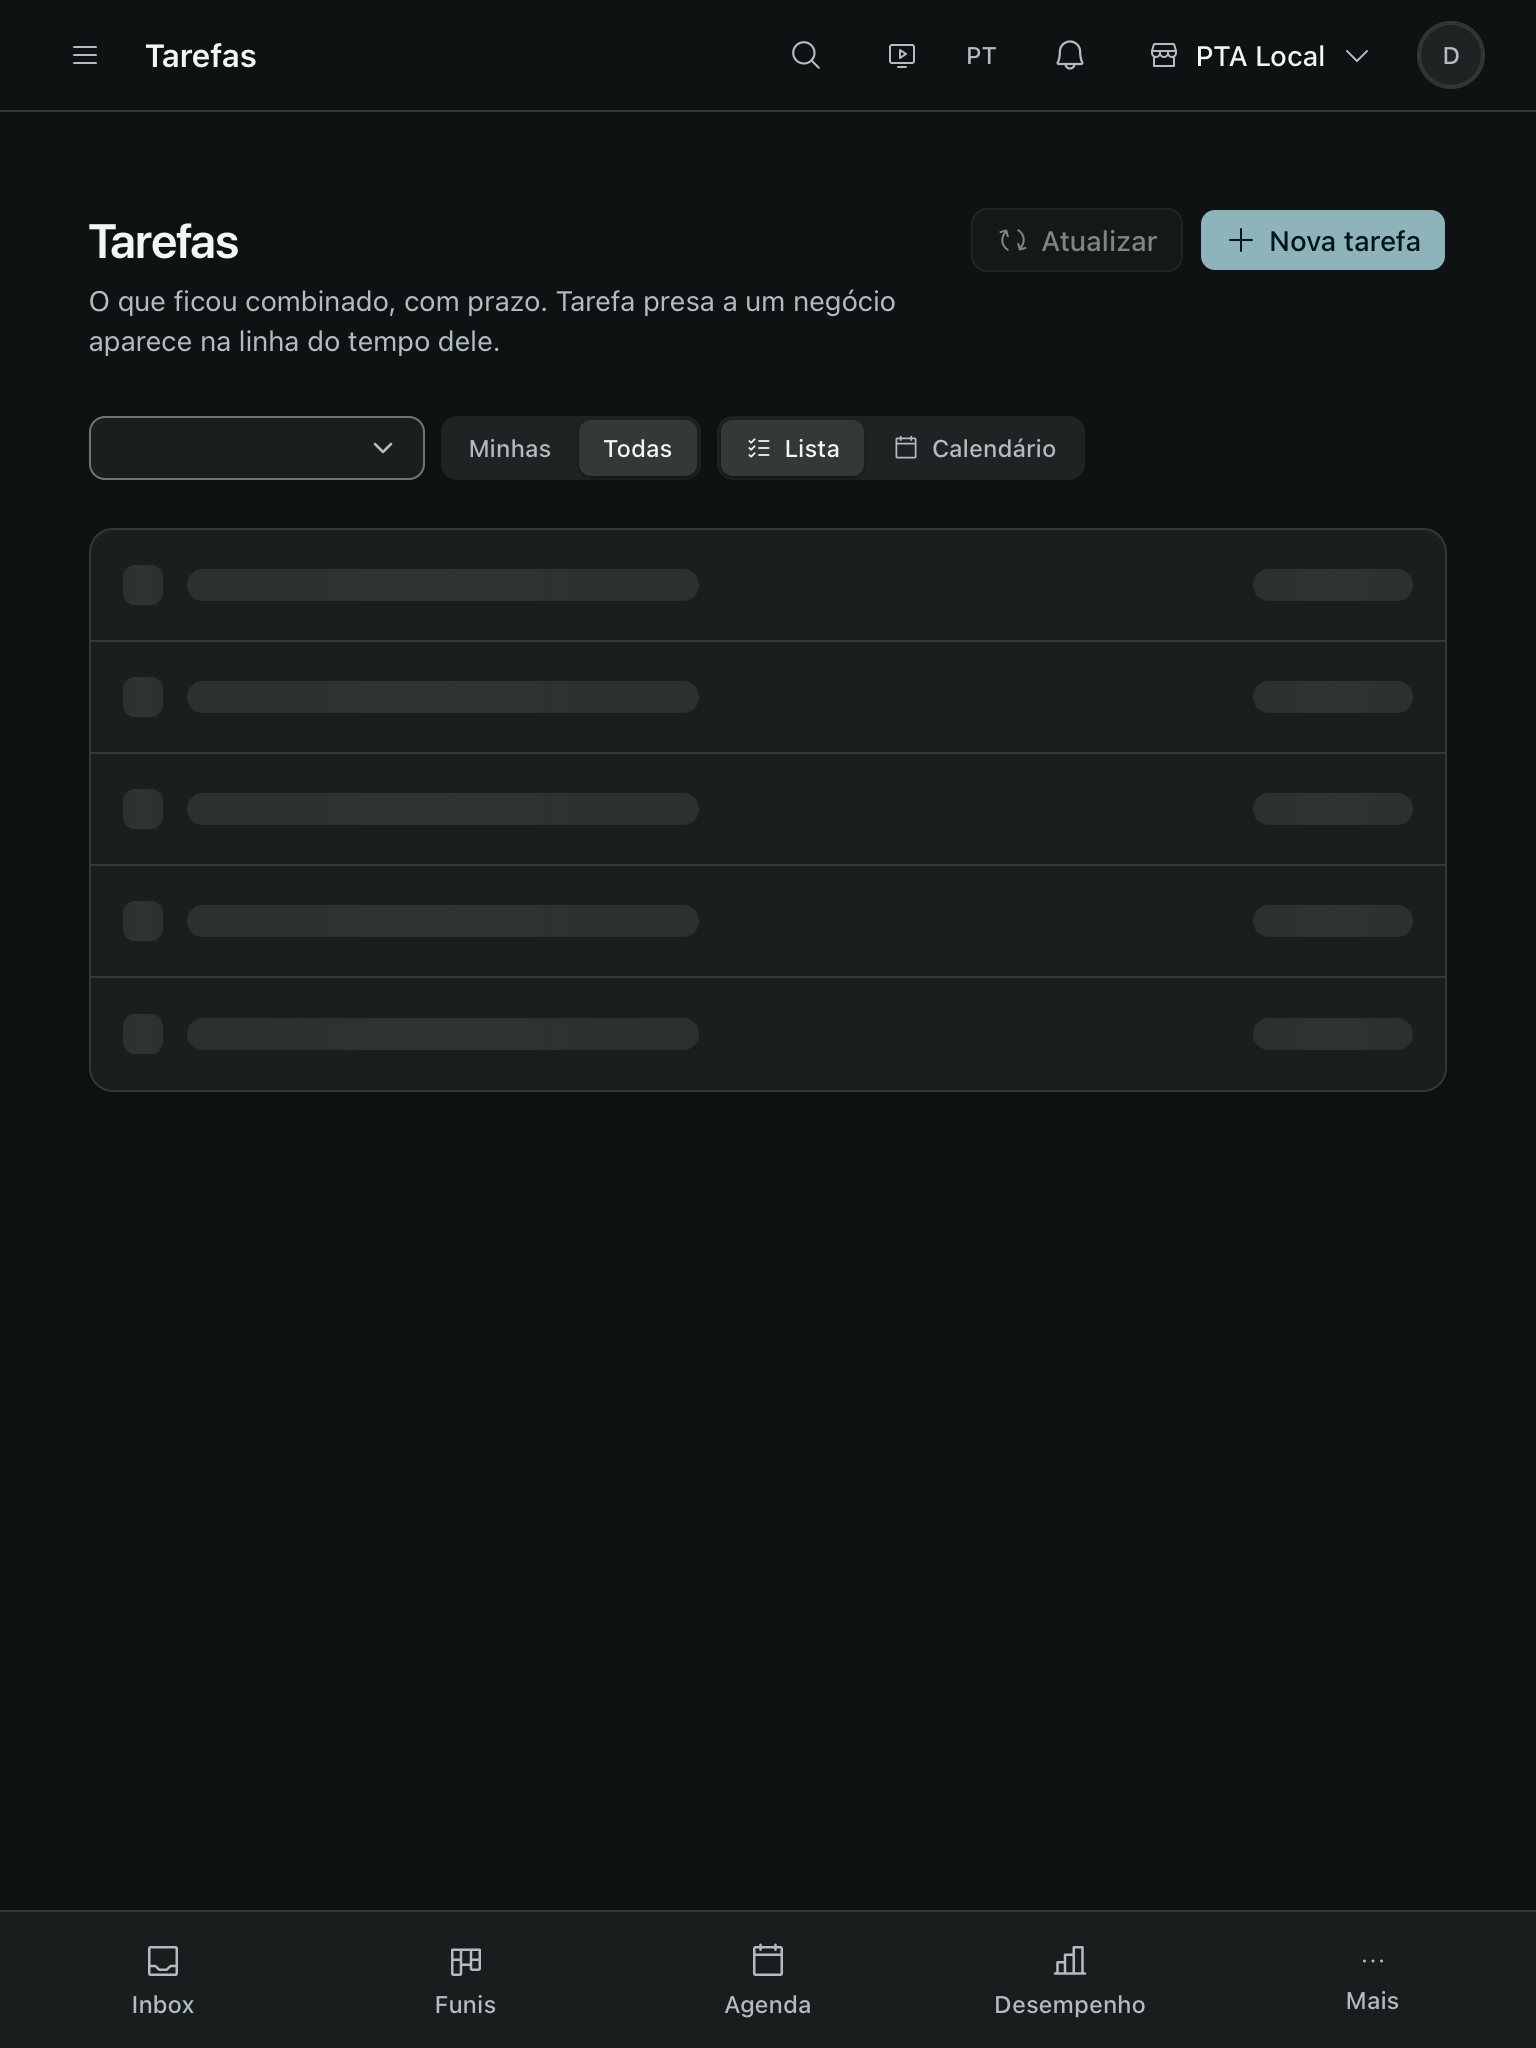 Tarefas
PT
PTA Local
D
Tarefas
Atualizar
Nova tarefa
O que ficou combinado, com prazo. Tarefa presa a um negócio
aparece na linha do tempo dele.
Minhas
Todas
Lista
Calendário
Inbox
Funis
Agenda
Desempenho
Mais